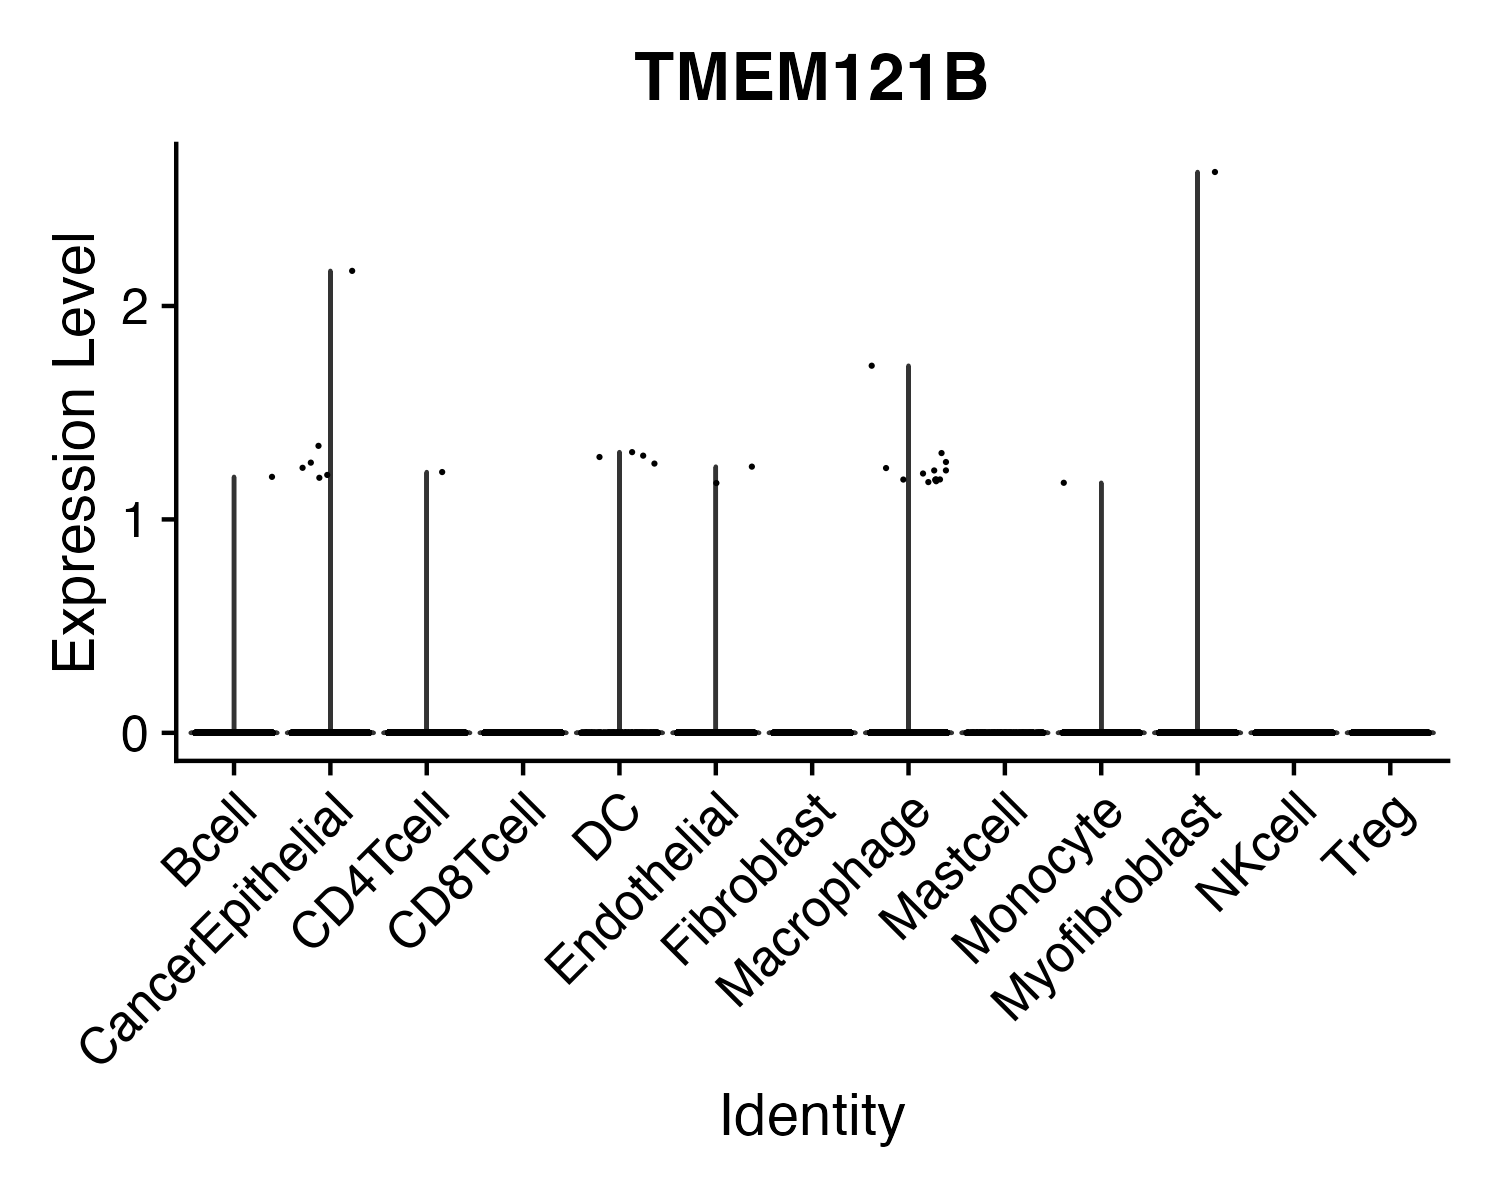 TMEM121B
Expression Level
2
1
0
Bcell
CancerEpithelial
CD4Tcell
CD8Tcell
DC
Endothelial
Fibroblast
Macrophage
Mastcell
Monocyte
Myofibroblast
NKcell
Treg
Identity